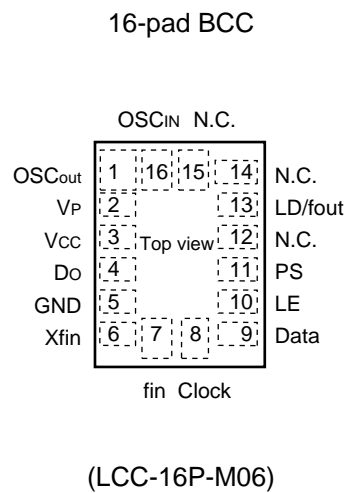 16-pad BCC
OSCIN N.C.
OSCout 1 16 15 14 N.C.
VP 2 13 LD/fout
VCC 3 Top view 12 N.C.
DO 4 11 PS
GND 5 10 LE
Xfin 6 7 8 9 Data
fin Clock
(LCC-16P-M06)